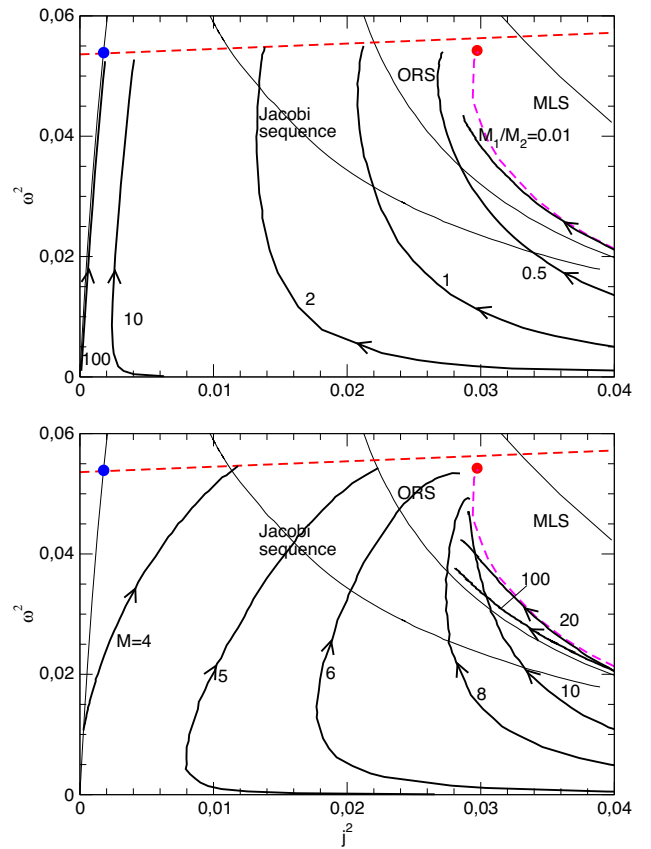 0.06
0.04
0.02
0
ω²
ORS
MLS
Jacobi
sequence
M₁/M₂=0.01
0.5
1
2
10
100
0
0.01
0.02
0.03
0.04
0,06
0,04
0,02
0
ω²
ORS
MLS
Jacobi
sequence
100
20
M=4
5
6
8
10
0
0,01
0,02
0,03
0,04
j²